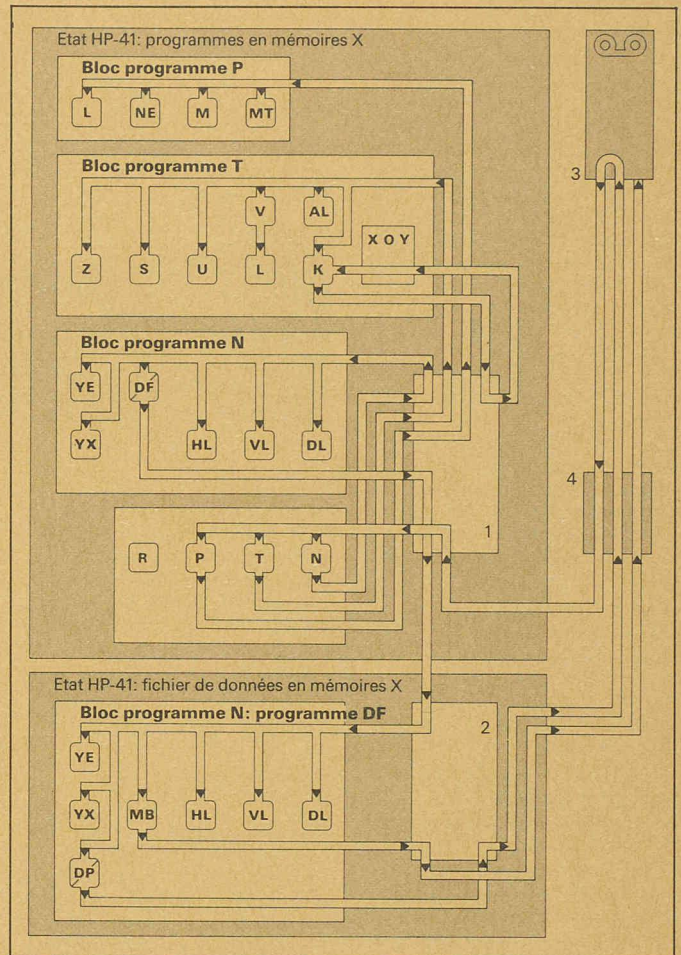 Etat HP-41: programmes en mémoires X
Bloc programme P
L NE M MT
3
Bloc programme T
V AL
X O Y
Z S U L K
Bloc programme N
YE DF
YX HL VL DL
4
1
R P T N
Etat HP-41: fichier de données en mémoires X
Bloc programme N: programme DF
2
YE
YX MB HL VL DL
DP